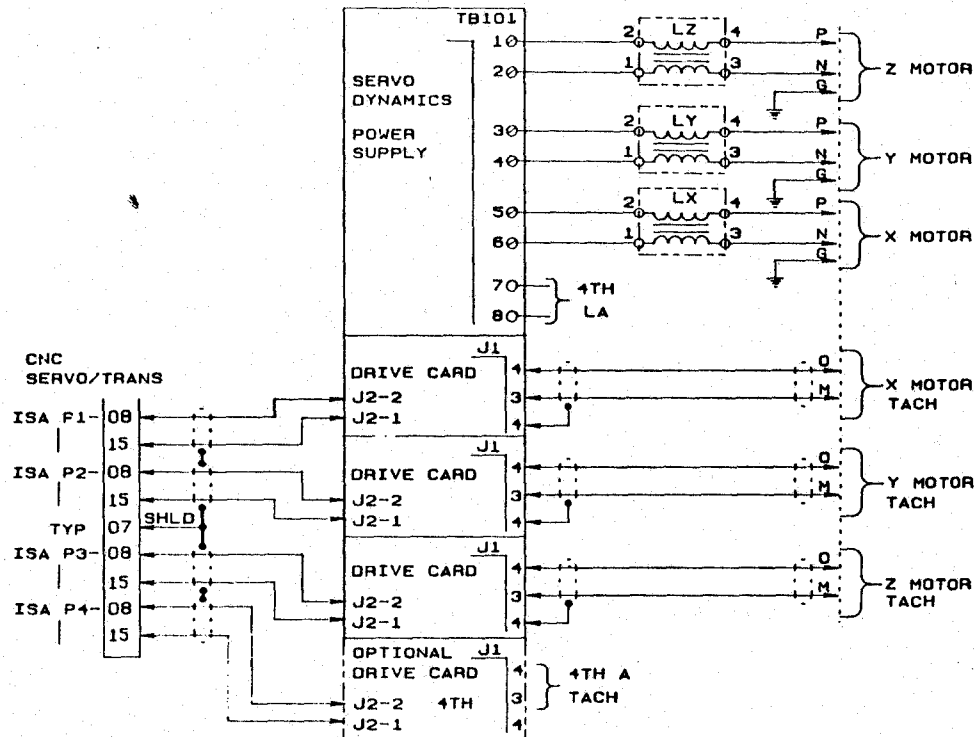 TB101
SERVO
DYNAMICS
POWER
SUPPLY
10
20
30
40
50
60
70
80
2 LZ 4 P
1 3 N
G
Z MOTOR
2 LY 4 P
1 3 N
G
Y MOTOR
2 LX 4 P
1 3 N
G
X MOTOR
4TH
LA
CNC
SERVO/TRANS
ISA P1- 08
15
ISA P2- 08
15
TYP 07 SHLD
ISA P3- 08
15
ISA P4- 08
15
J1
DRIVE CARD 4
J2-2 3
J2-1 4
O
M
X MOTOR
TACH
J1
DRIVE CARD 4
J2-2 3
J2-1 4
O
M
Y MOTOR
TACH
J1
DRIVE CARD 4
J2-2 3
J2-1 4
O
M
Z MOTOR
TACH
OPTIONAL J1
DRIVE CARD 4
J2-2 4TH 3
J2-1 4
4TH A
TACH